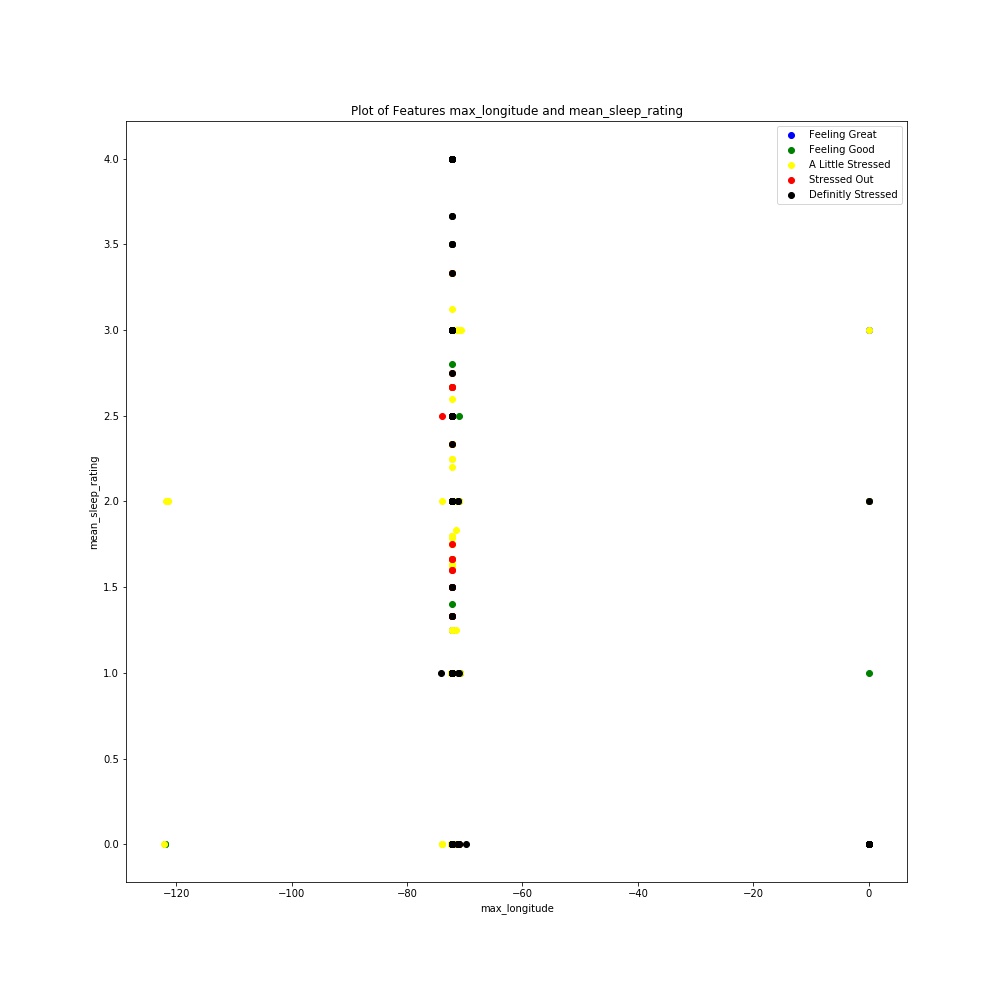 Plot of Features max_longitude and mean_sleep_rating
Feeling Great
Feeling Good
A Little Stressed
Stressed Out
Definitly Stressed
mean_sleep_rating
4.0
3.5
3.0
2.5
2.0
1.5
1.0
0.5
0.0
−120
−100
−80
−60
−40
−20
0
max_longitude